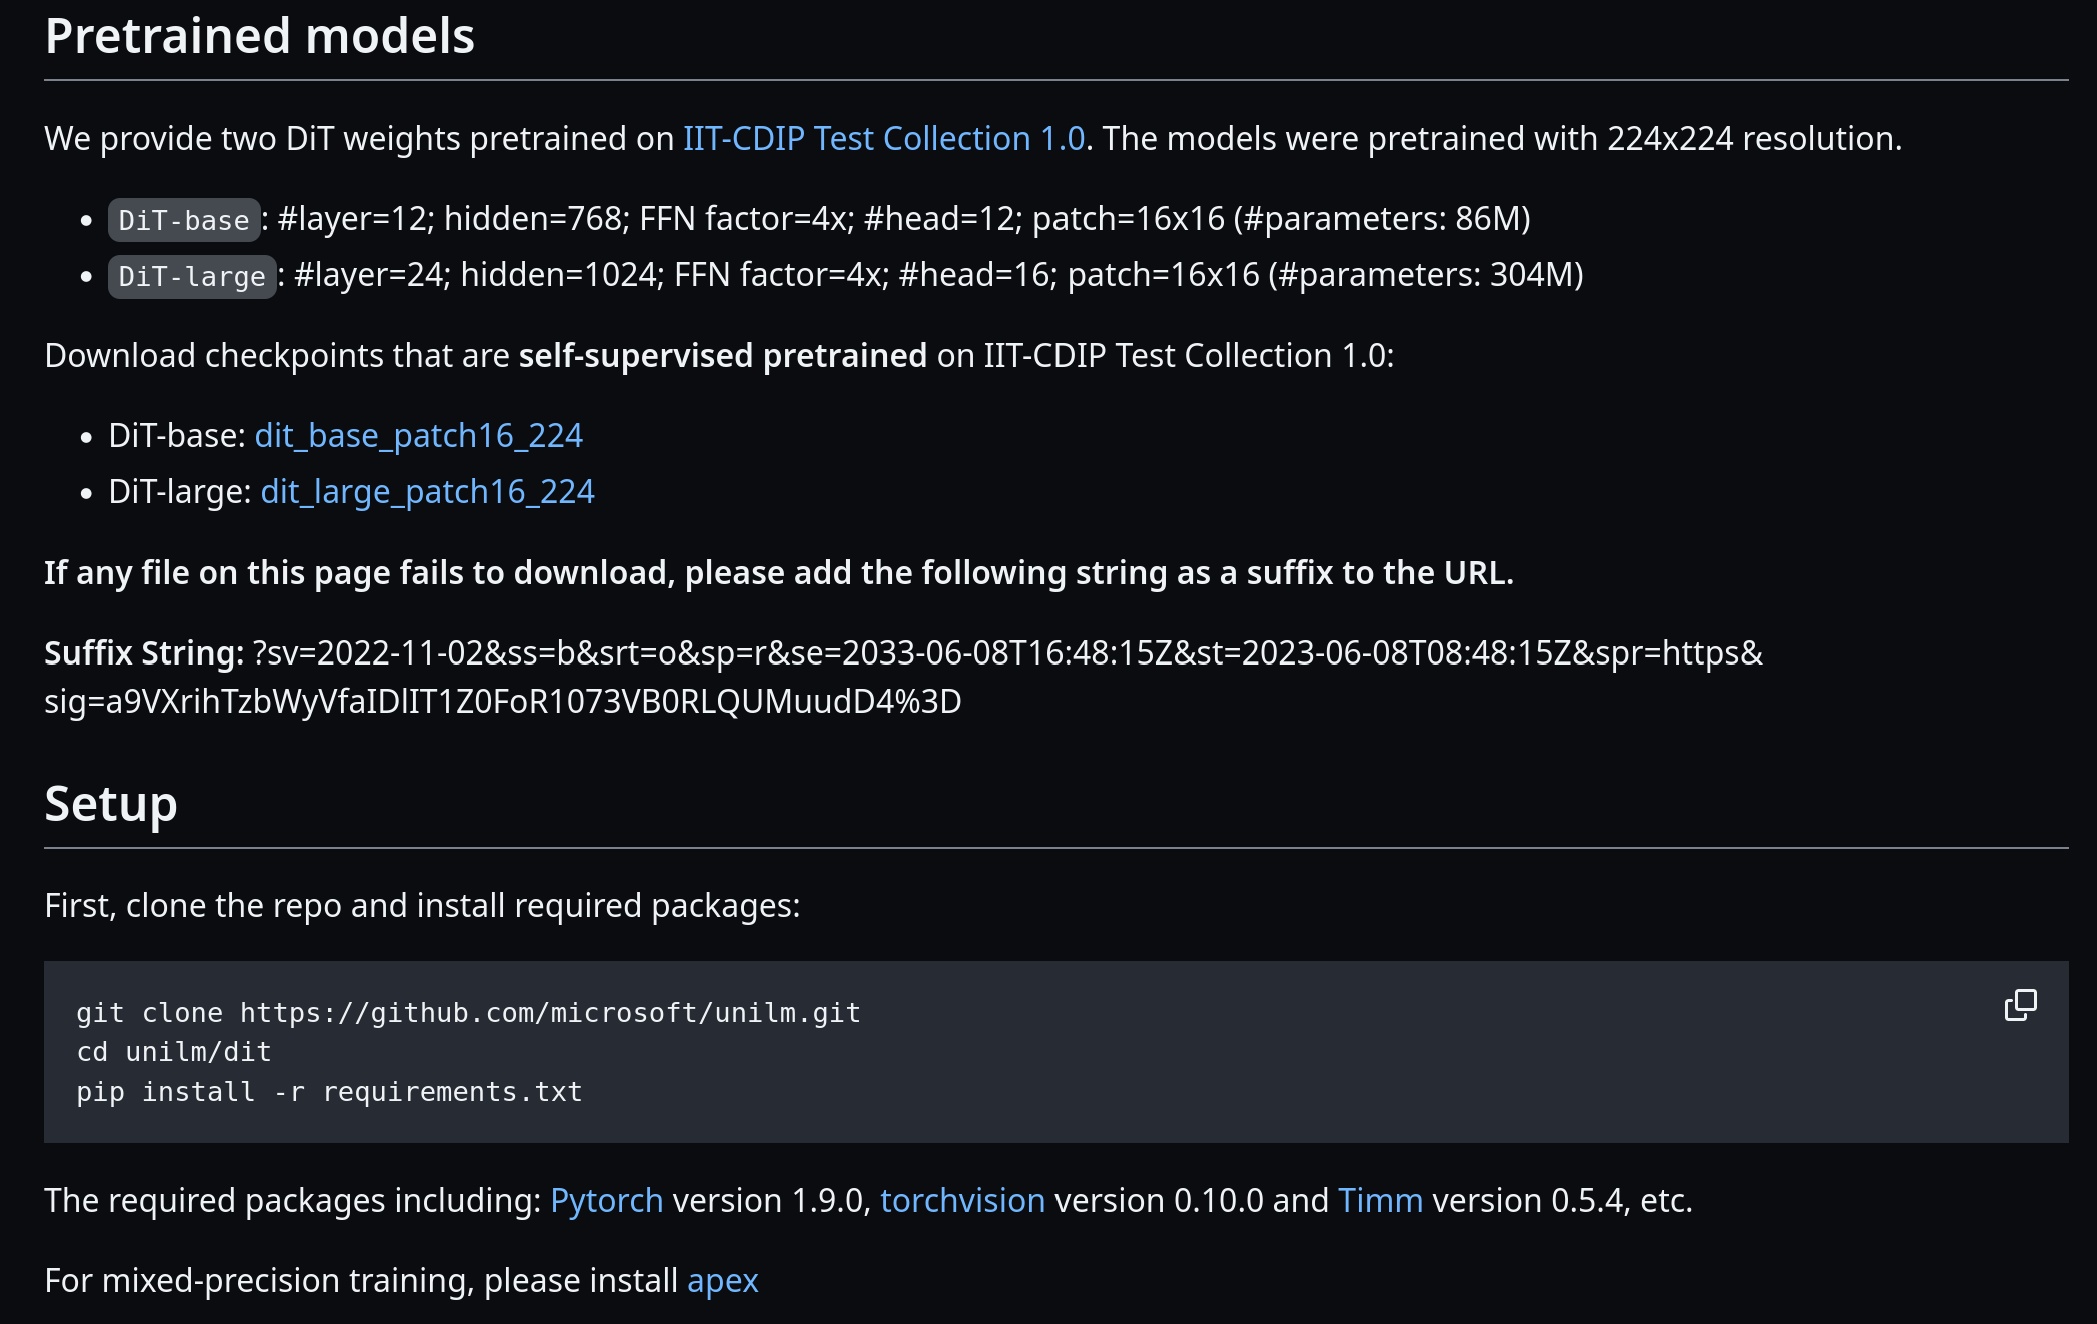 Pretrained models
We provide two DiT weights pretrained on IIT-CDIP Test Collection 1.0. The models were pretrained with 224x224 resolution.
• DiT-base: #layer=12; hidden=768; FFN factor=4x; #head=12; patch=16x16 (#parameters: 86M)
• DiT-large: #layer=24; hidden=1024; FFN factor=4x; #head=16; patch=16x16 (#parameters: 304M)
Download checkpoints that are self-supervised pretrained on IIT-CDIP Test Collection 1.0:
• DiT-base: dit_base_patch16_224
• DiT-large: dit_large_patch16_224
If any file on this page fails to download, please add the following string as a suffix to the URL.
Suffix String: ?sv=2022-11-02&ss=b&srt=o&sp=r&se=2033-06-08T16:48:15Z&st=2023-06-08T08:48:15Z&spr=https&
sig=a9VXrihTzbWyVfaIDlIT1Z0FoR1073VB0RLQUMuudD4%3D
Setup
First, clone the repo and install required packages:
git clone https://github.com/microsoft/unilm.git
cd unilm/dit
pip install -r requirements.txt
The required packages including: Pytorch version 1.9.0, torchvision version 0.10.0 and Timm version 0.5.4, etc.
For mixed-precision training, please install apex